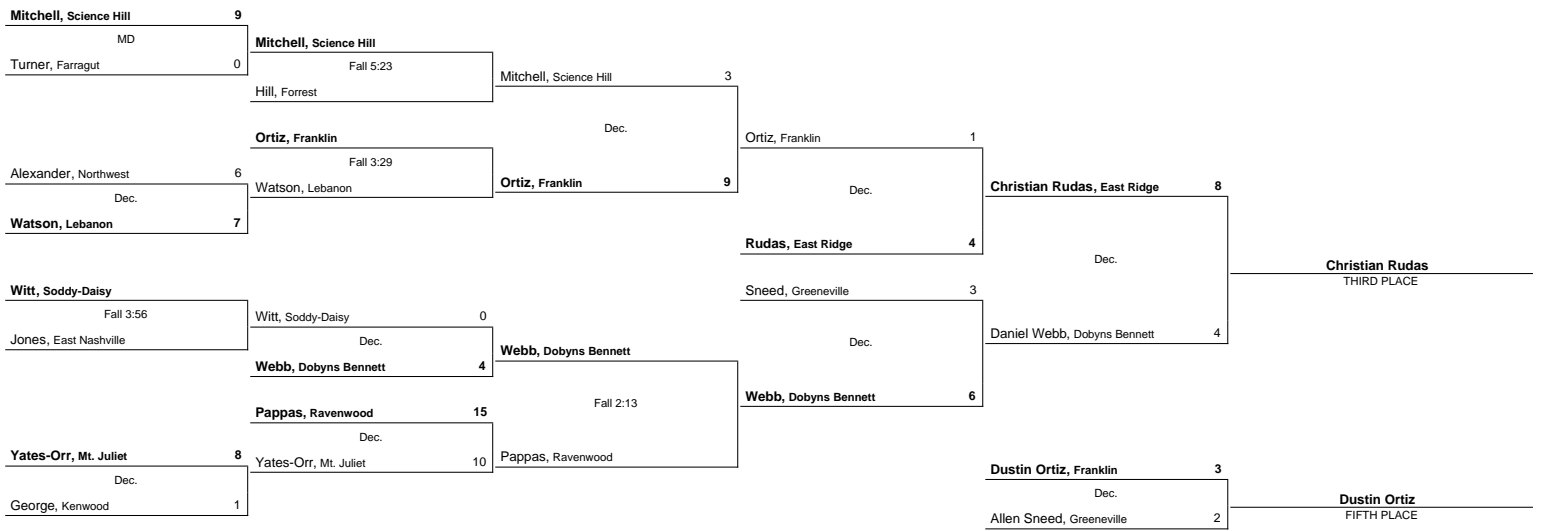 Mitchell, Science Hill 9
MD
Turner, Farragut 0
Alexander, Northwest 6
Dec.
Watson, Lebanon 7
Witt, Soddy-Daisy
Fall 3:56
Jones, East Nashville
Yates-Orr, Mt. Juliet 8
Dec.
George, Kenwood 1
Mitchell, Science Hill
Fall 5:23
Hill, Forrest
Ortiz, Franklin
Fall 3:29
Watson, Lebanon
Witt, Soddy-Daisy 0
Dec.
Webb, Dobyns Bennett 4
Pappas, Ravenwood 15
Dec.
Yates-Orr, Mt. Juliet 10
Mitchell, Science Hill 3
Dec.
Ortiz, Franklin 9
Webb, Dobyns Bennett
Fall 2:13
Pappas, Ravenwood
Ortiz, Franklin 1
Dec.
Rudas, East Ridge 4
Sneed, Greeneville 3
Dec.
Webb, Dobyns Bennett 6
Christian Rudas, East Ridge 8
Dec.
Daniel Webb, Dobyns Bennett 4
Dustin Ortiz, Franklin 3
Dec.
Allen Sneed, Greeneville 2
Christian Rudas
THIRD PLACE
Dustin Ortiz
FIFTH PLACE